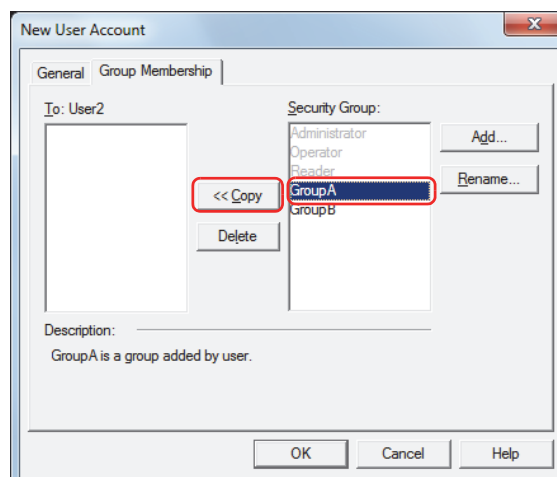 New User Account
General Group Membership
To: User2
Security Group:
Administrator
Operator
Reader
GroupA
GroupB
<< Copy
Delete
Add...
Rename...
Description:
GroupA is a group added by user.
OK Cancel Help